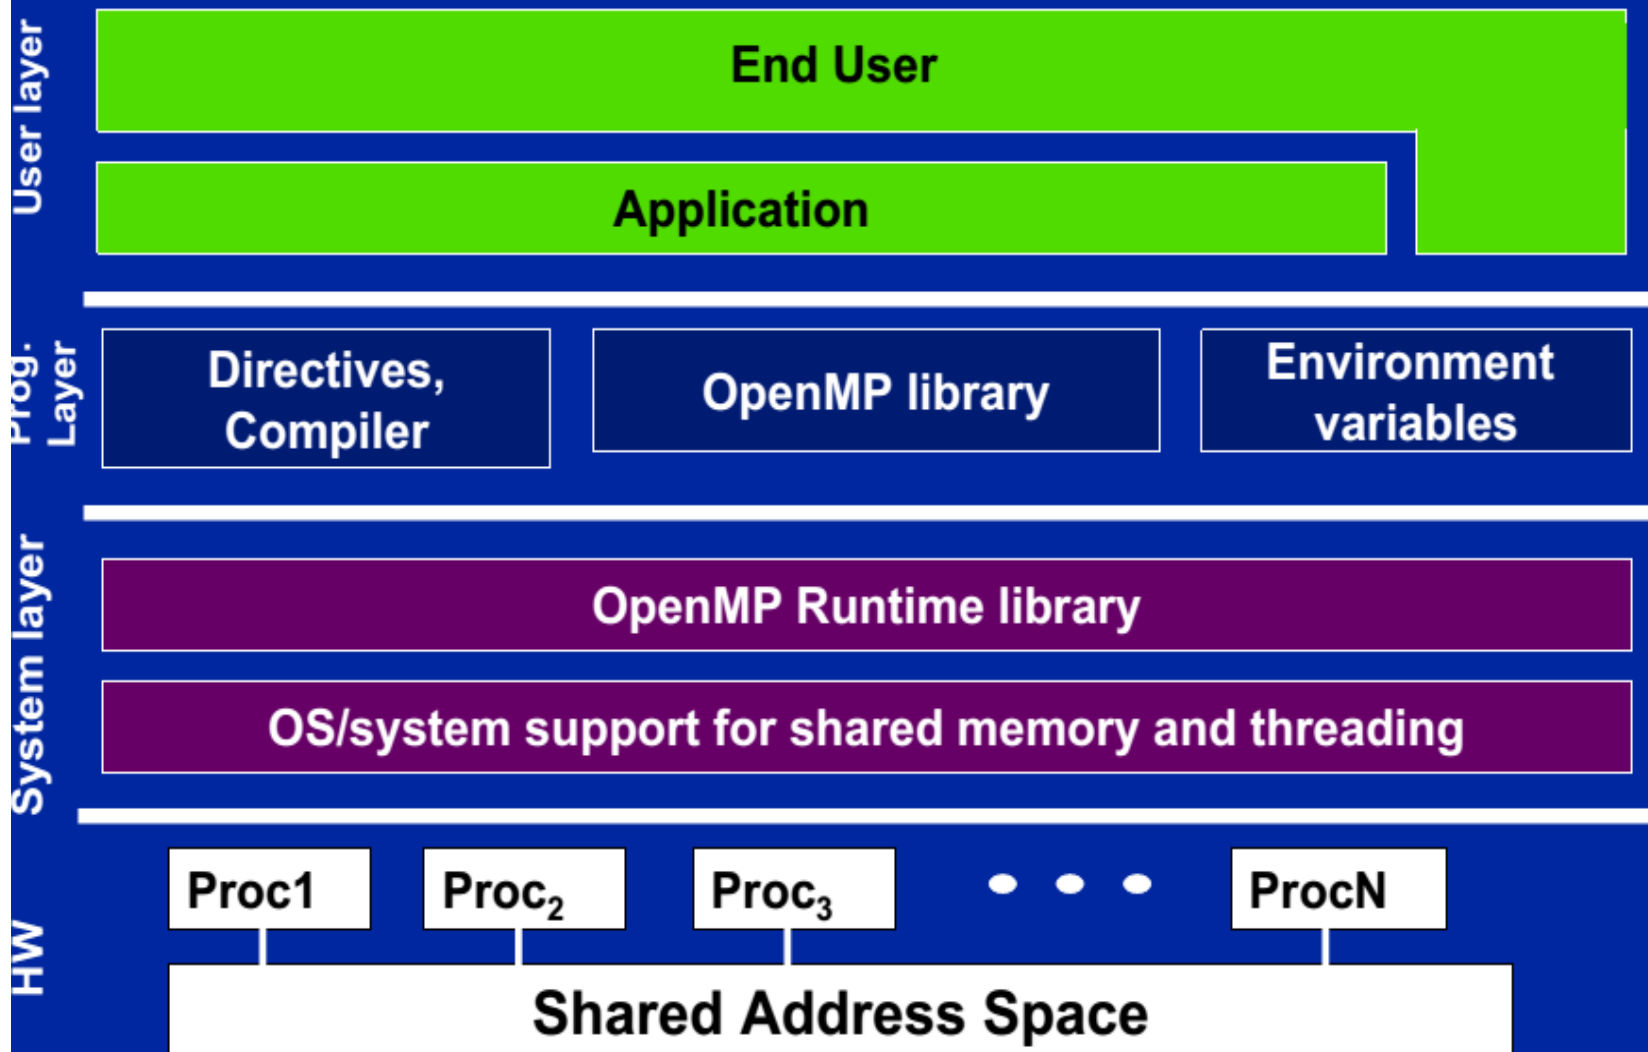 User layer
End User
Application
Prog.
Layer
Directives,
Compiler
OpenMP library
Environment
variables
System layer
OpenMP Runtime library
OS/system support for shared memory and threading
HW
Proc1
Proc₂
Proc₃
ProcN
Shared Address Space